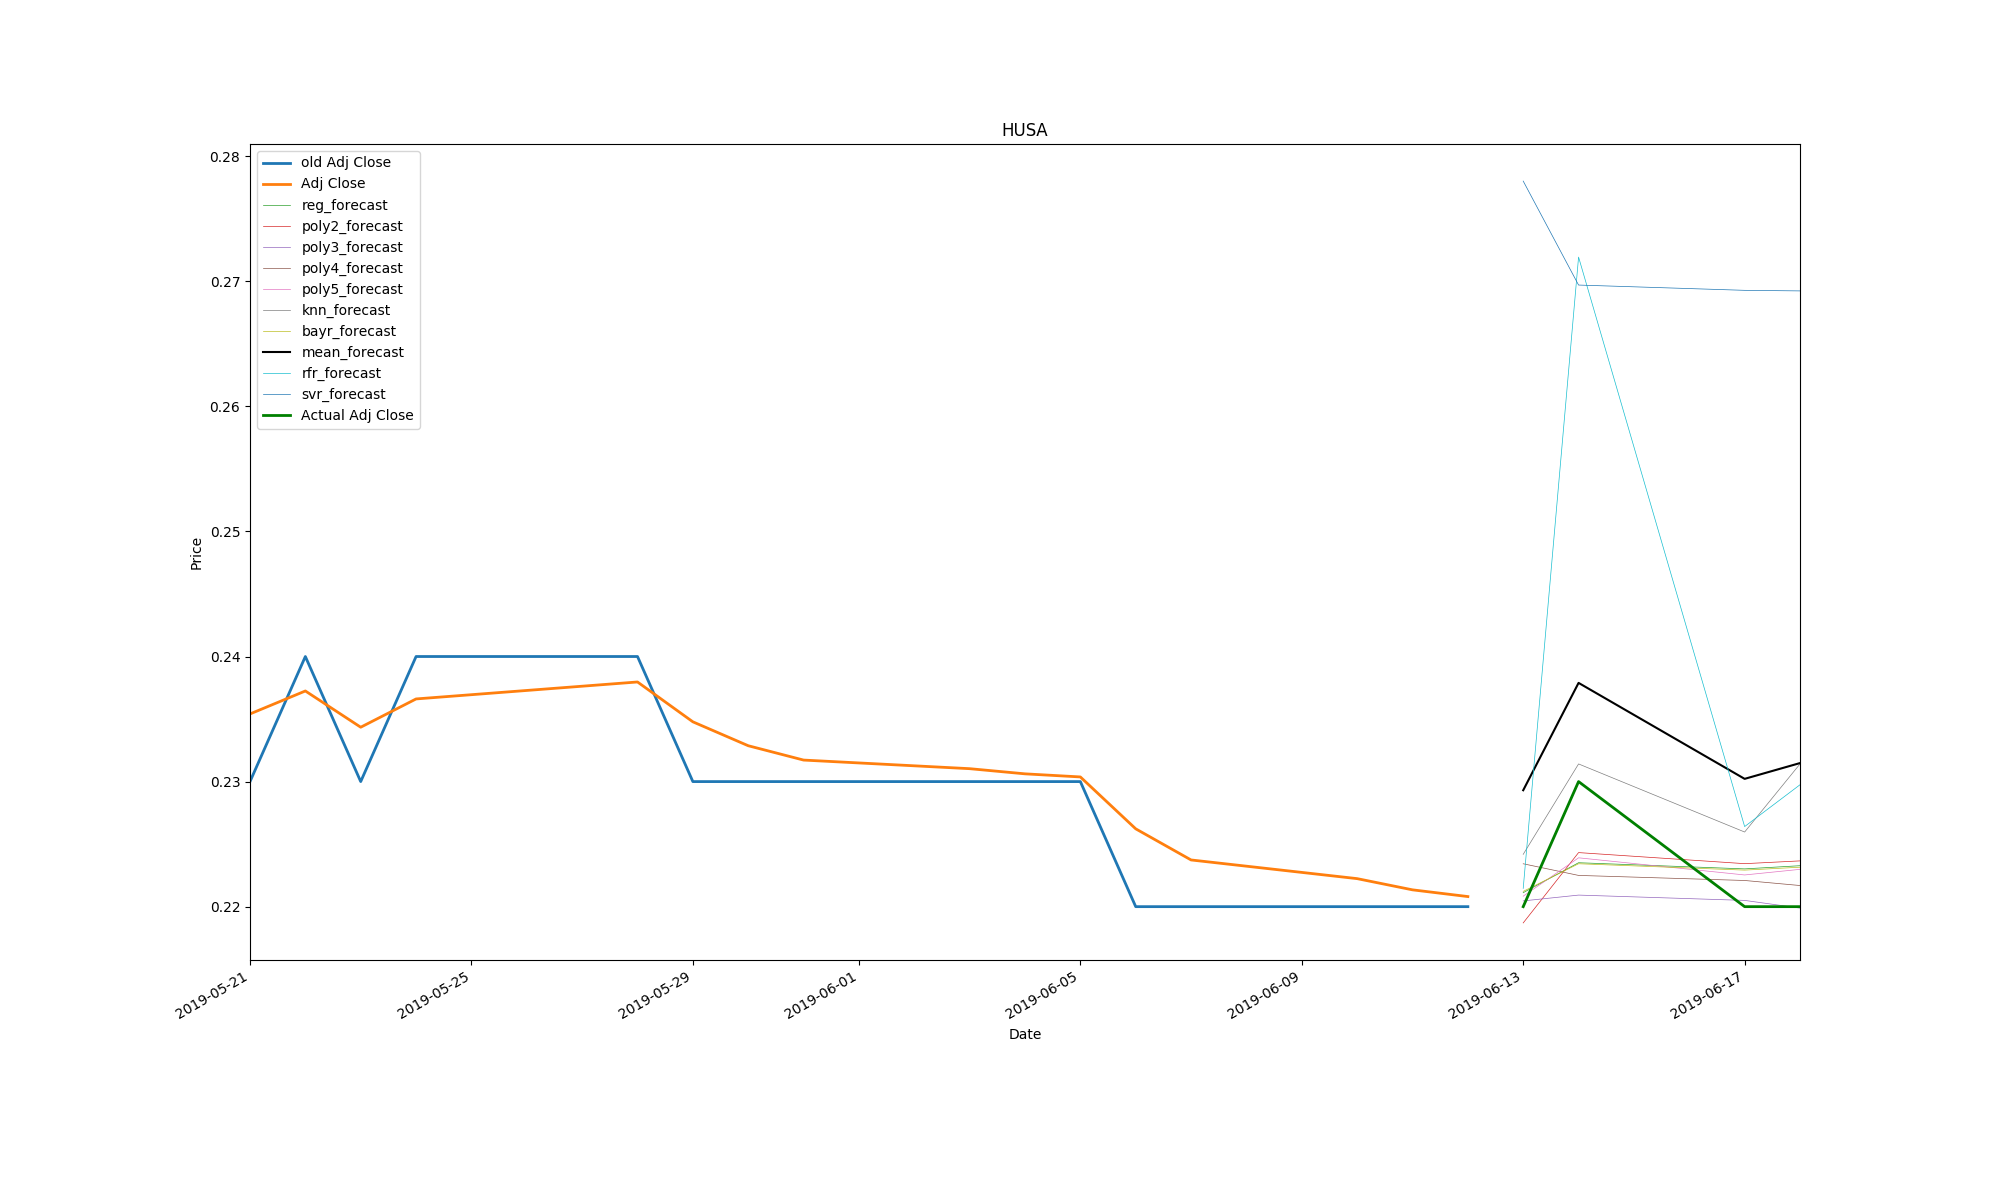 HUSA
0.28
0.27
0.26
0.25
0.24
0.23
0.22
Price
old Adj Close
Adj Close
reg_forecast
poly2_forecast
poly3_forecast
poly4_forecast
poly5_forecast
knn_forecast
bayr_forecast
mean_forecast
rfr_forecast
svr_forecast
Actual Adj Close
2019-05-21
2019-05-25
2019-05-29
2019-06-01
2019-06-05
2019-06-09
2019-06-13
2019-06-17
Date